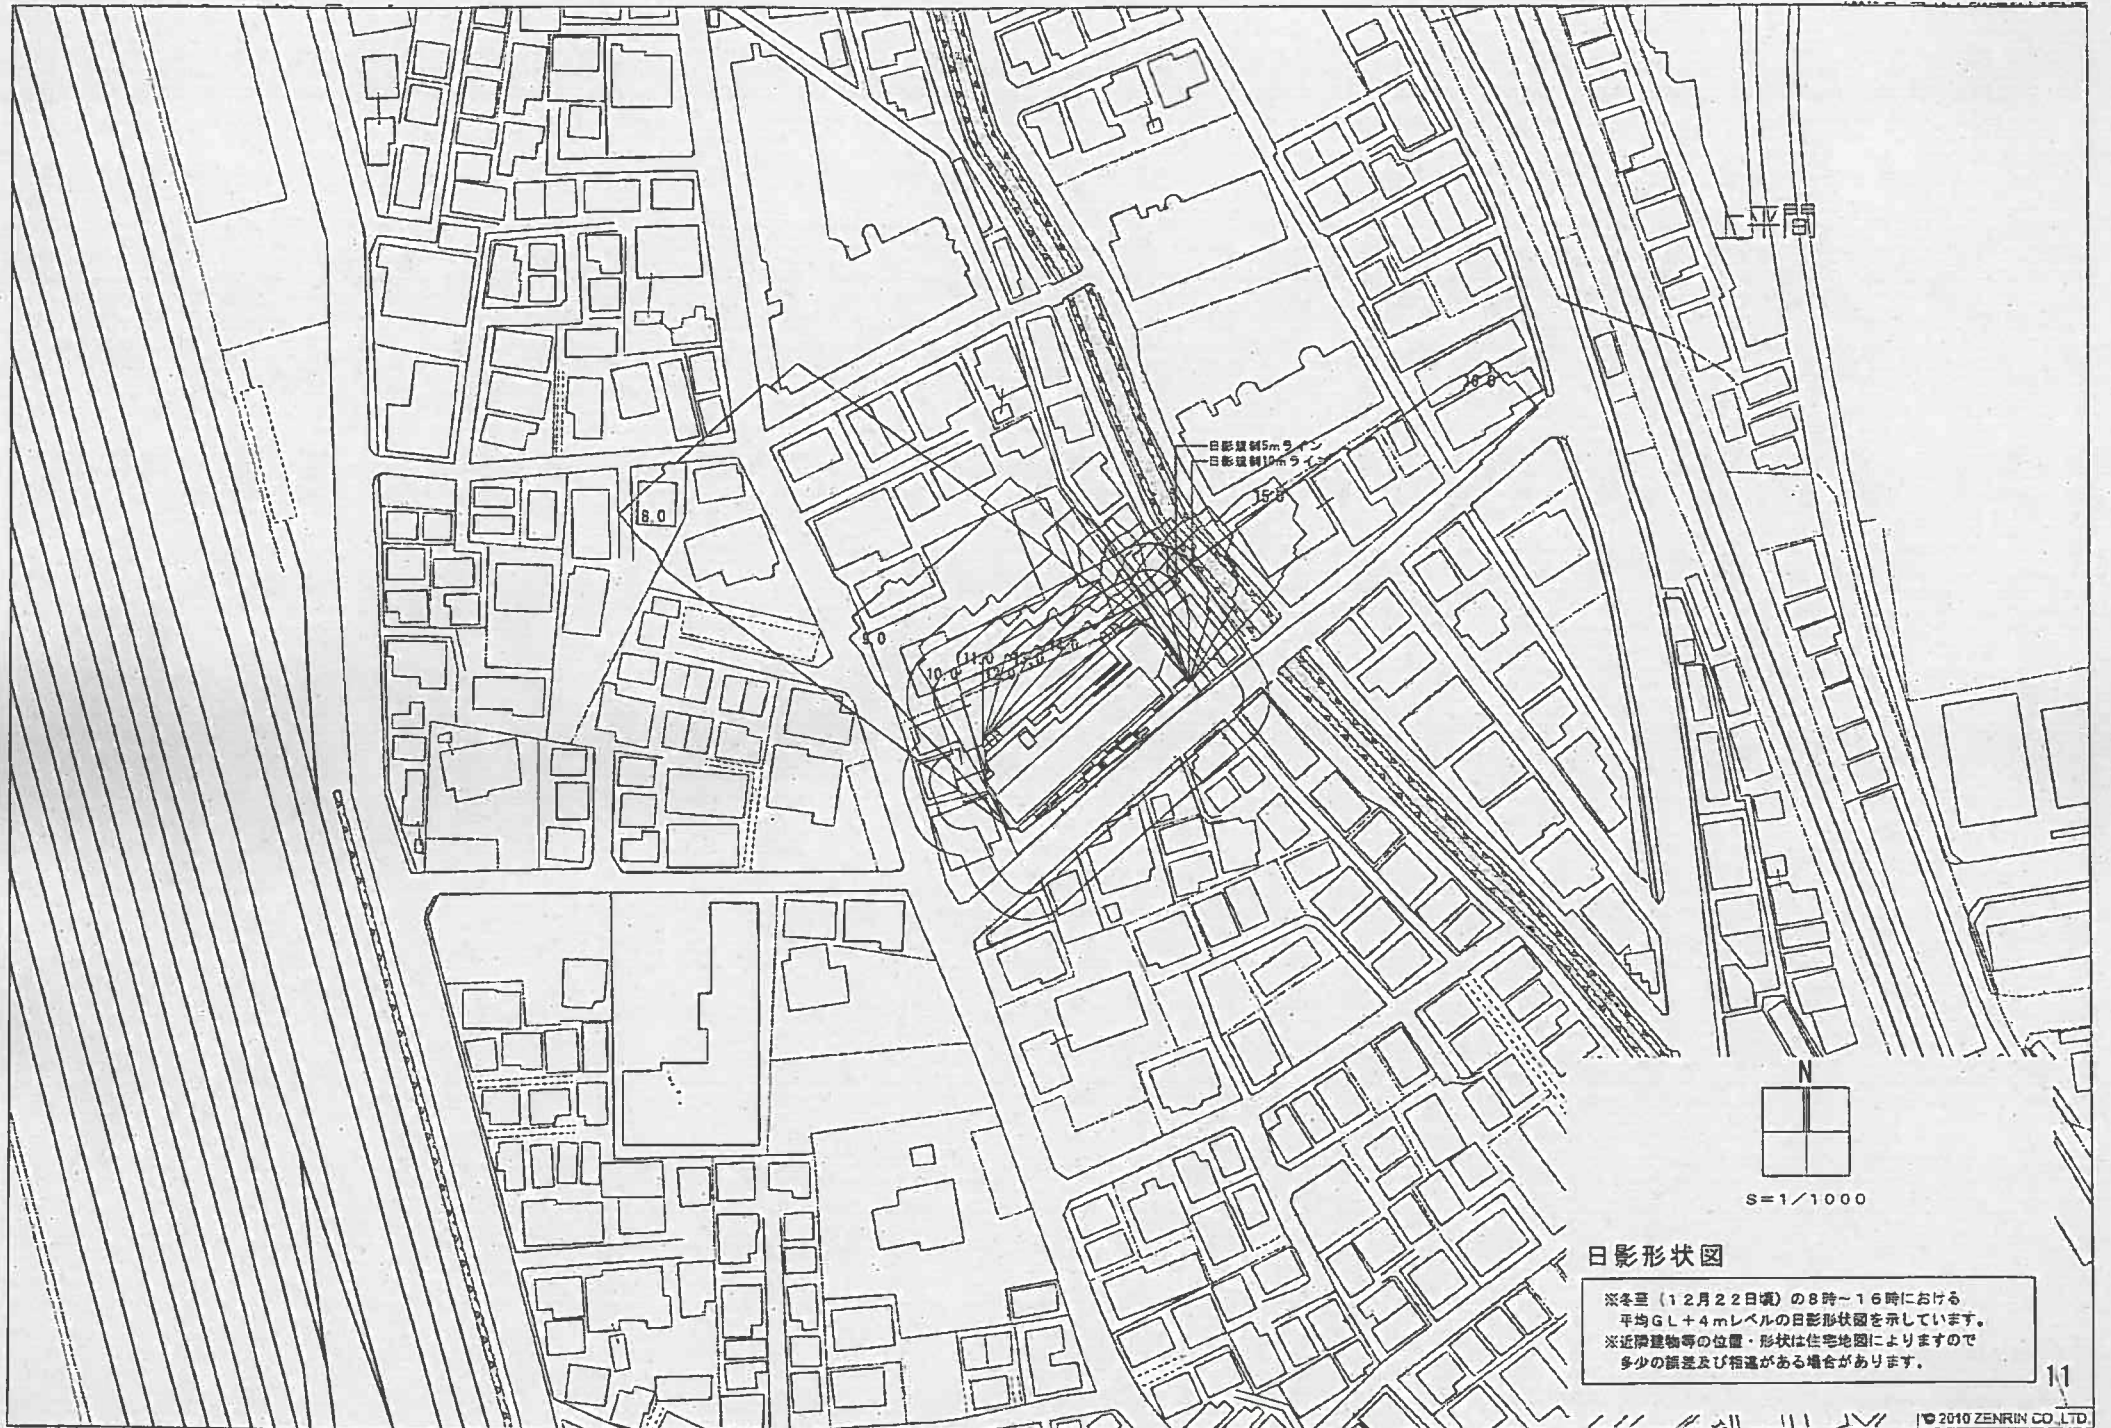 下平間
16.0
日影規制5mライン
日影規制10mライン
15.0
8.0
9.0
11.0
10.0
12.0
N
S=1/1000
日影形状図
※冬至(12月22日頃)の8時~16時における
平均GL+4mレベルの日影形状図を示しています。
※近隣建物等の位置・形状は住宅地図によりますので
多少の誤差及び相違がある場合があります。
11
© 2010 ZENRIN CO.,LTD.